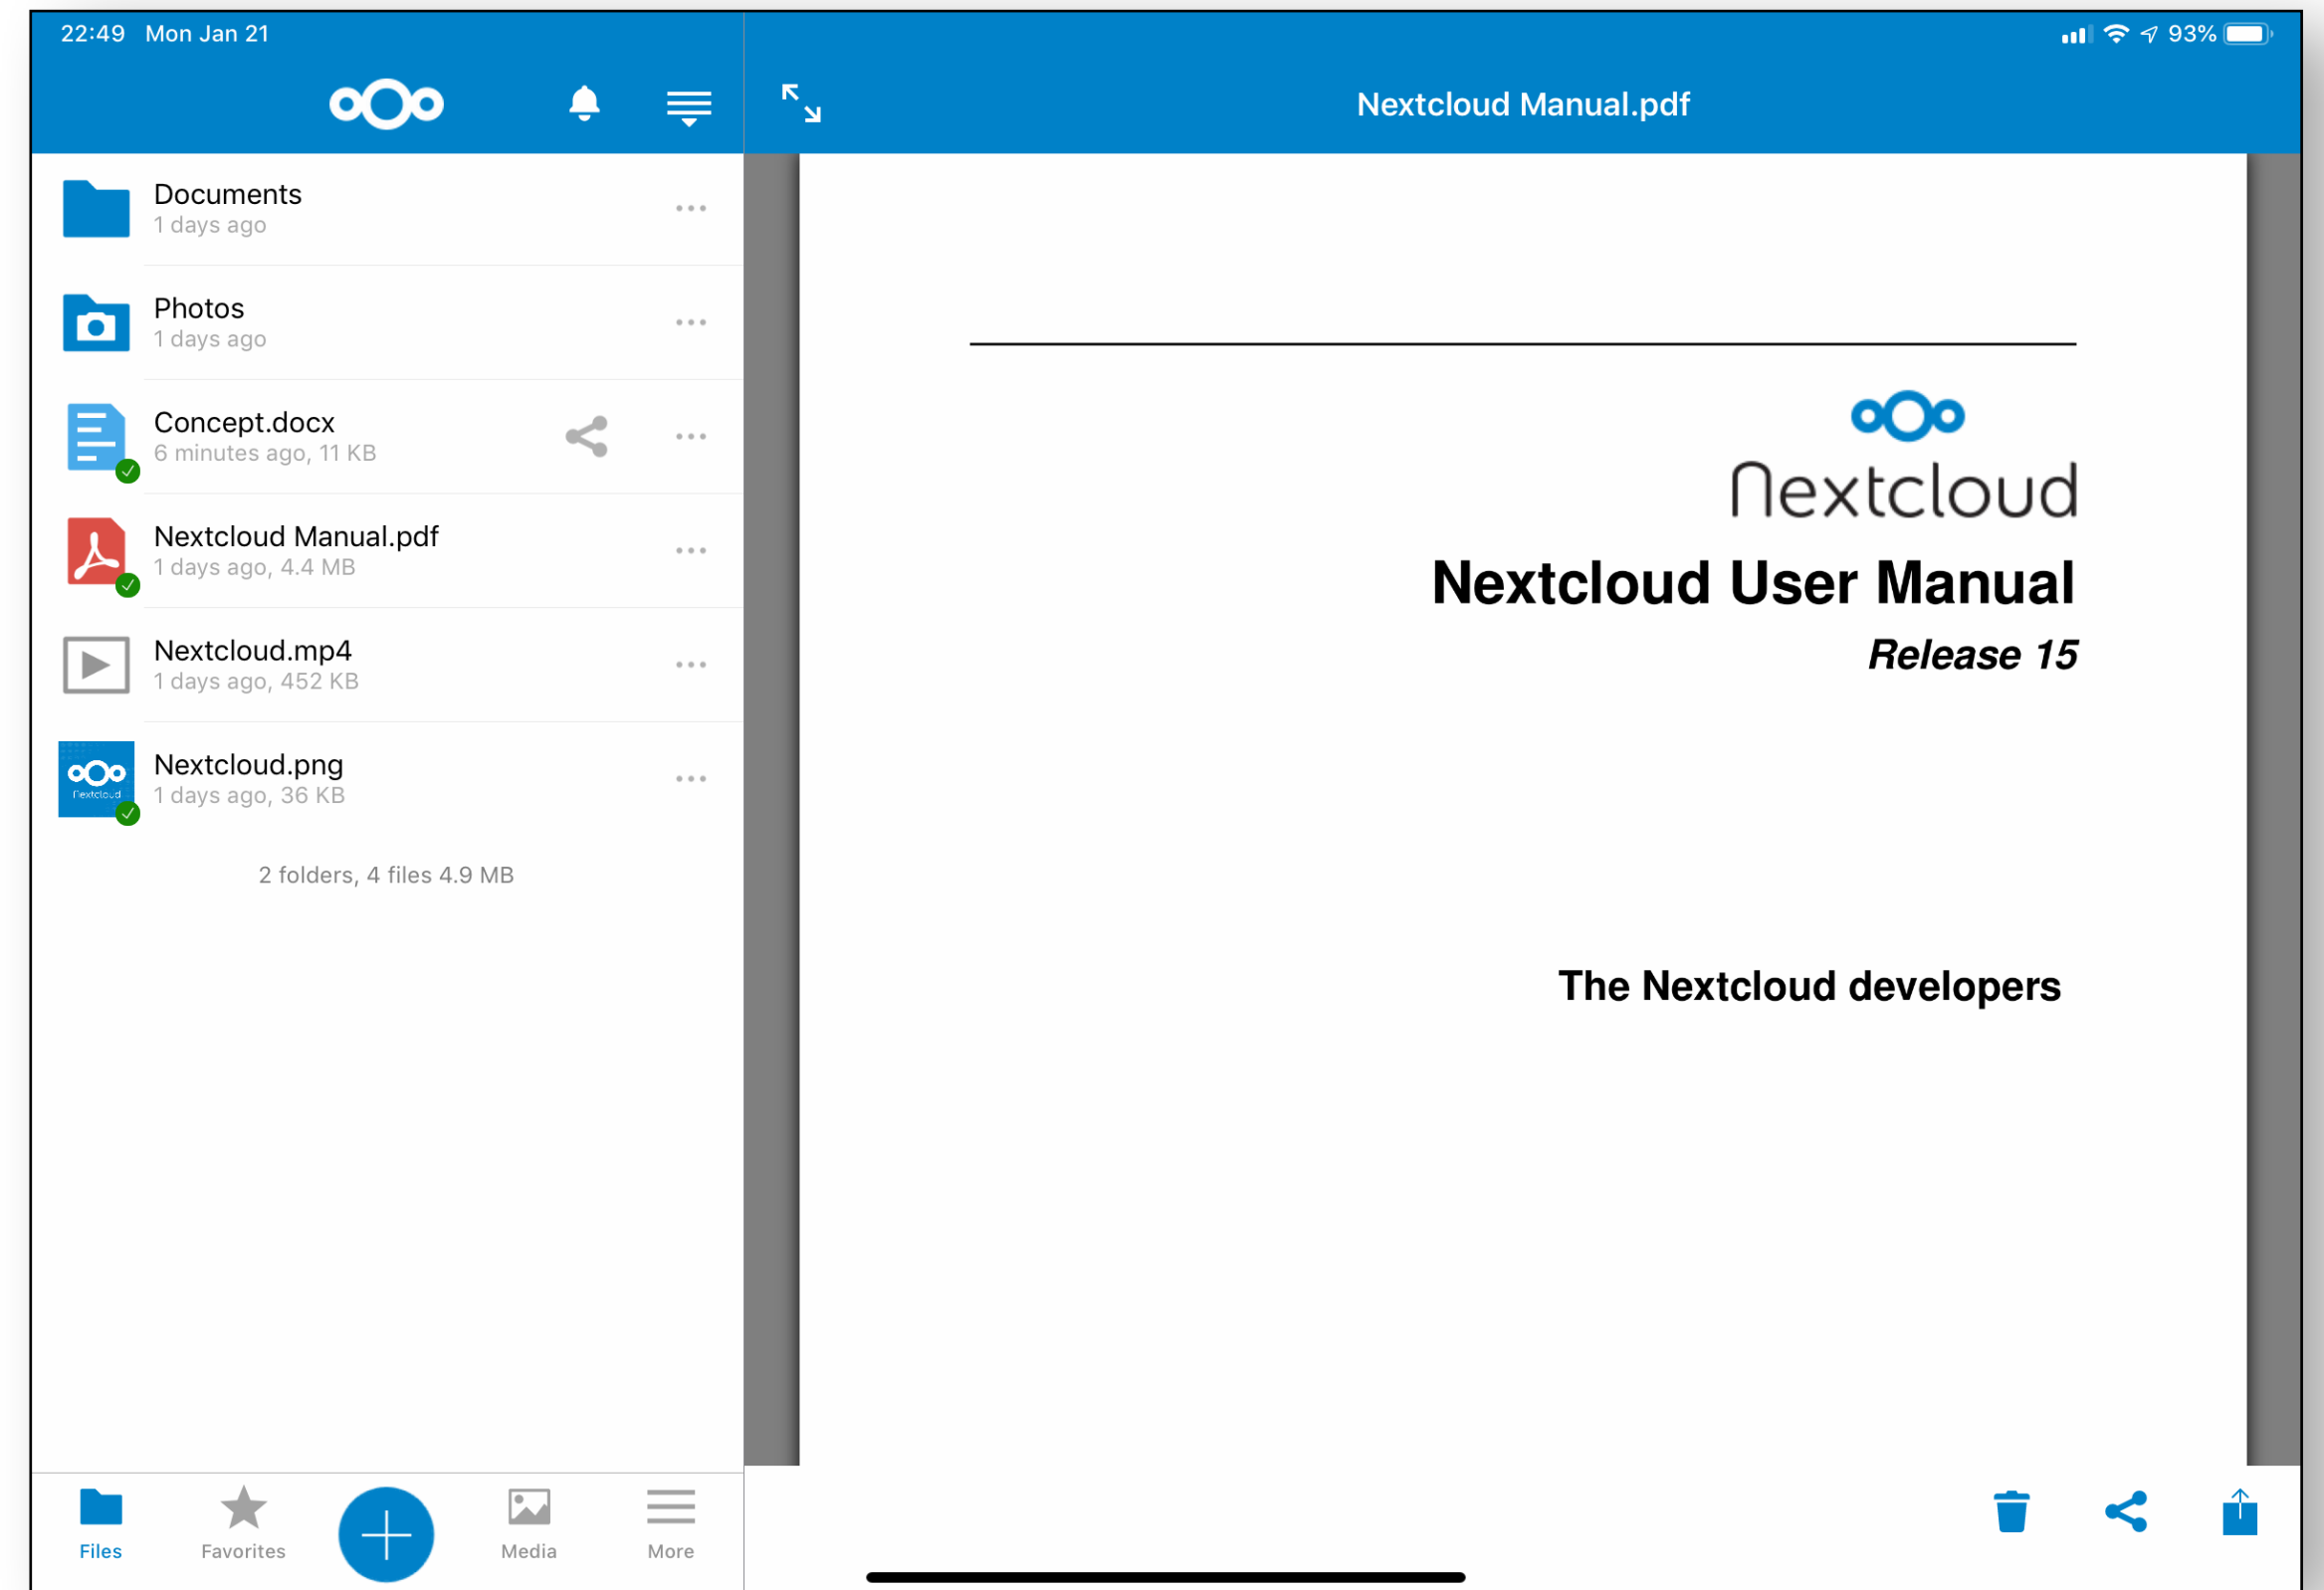 22:49 Mon Jan 21
93%
Nextcloud Manual.pdf
Documents
1 days ago
Photos
1 days ago
Concept.docx
6 minutes ago, 11 KB
Nextcloud Manual.pdf
1 days ago, 4.4 MB
Nextcloud.mp4
1 days ago, 452 KB
Nextcloud
Nextcloud.png
1 days ago, 36 KB
2 folders, 4 files 4.9 MB
Files
Favorites
Media
More
Nextcloud
Nextcloud User Manual
Release 15
The Nextcloud developers